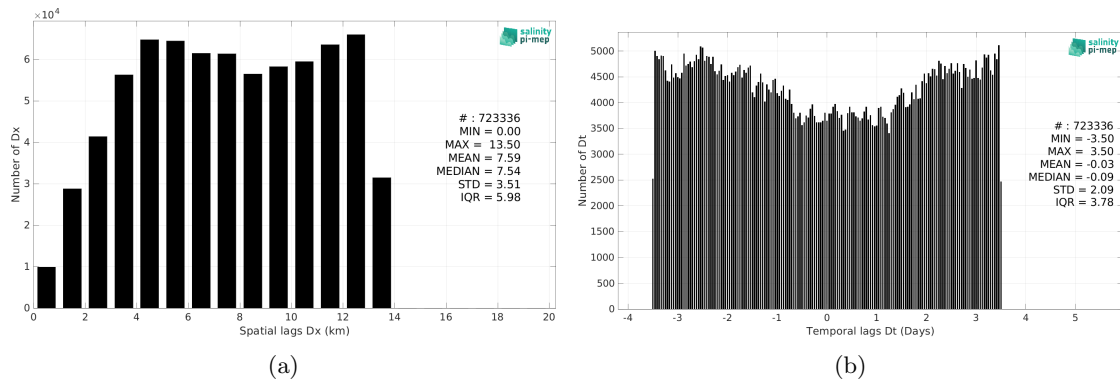 ×10⁴
6
5
4
3
2
1
0
Number of Dx
0 2 4 6 8 10 12 14 16 18 20
Spatial lags Dx (km)
salinity
pi-mep
# : 723336
MIN = 0.00
MAX = 13.50
MEAN = 7.59
MEDIAN = 7.54
STD = 3.51
IQR = 5.98
(a)
5000
4500
4000
3500
3000
2500
2000
1500
1000
500
0
Number of Dt
-4 -3 -2 -1 0 1 2 3 4 5
Temporal lags Dt (Days)
salinity
pi-mep
# : 723336
MIN = -3.50
MAX = 3.50
MEAN = -0.03
MEDIAN = -0.09
STD = 2.09
IQR = 3.78
(b)